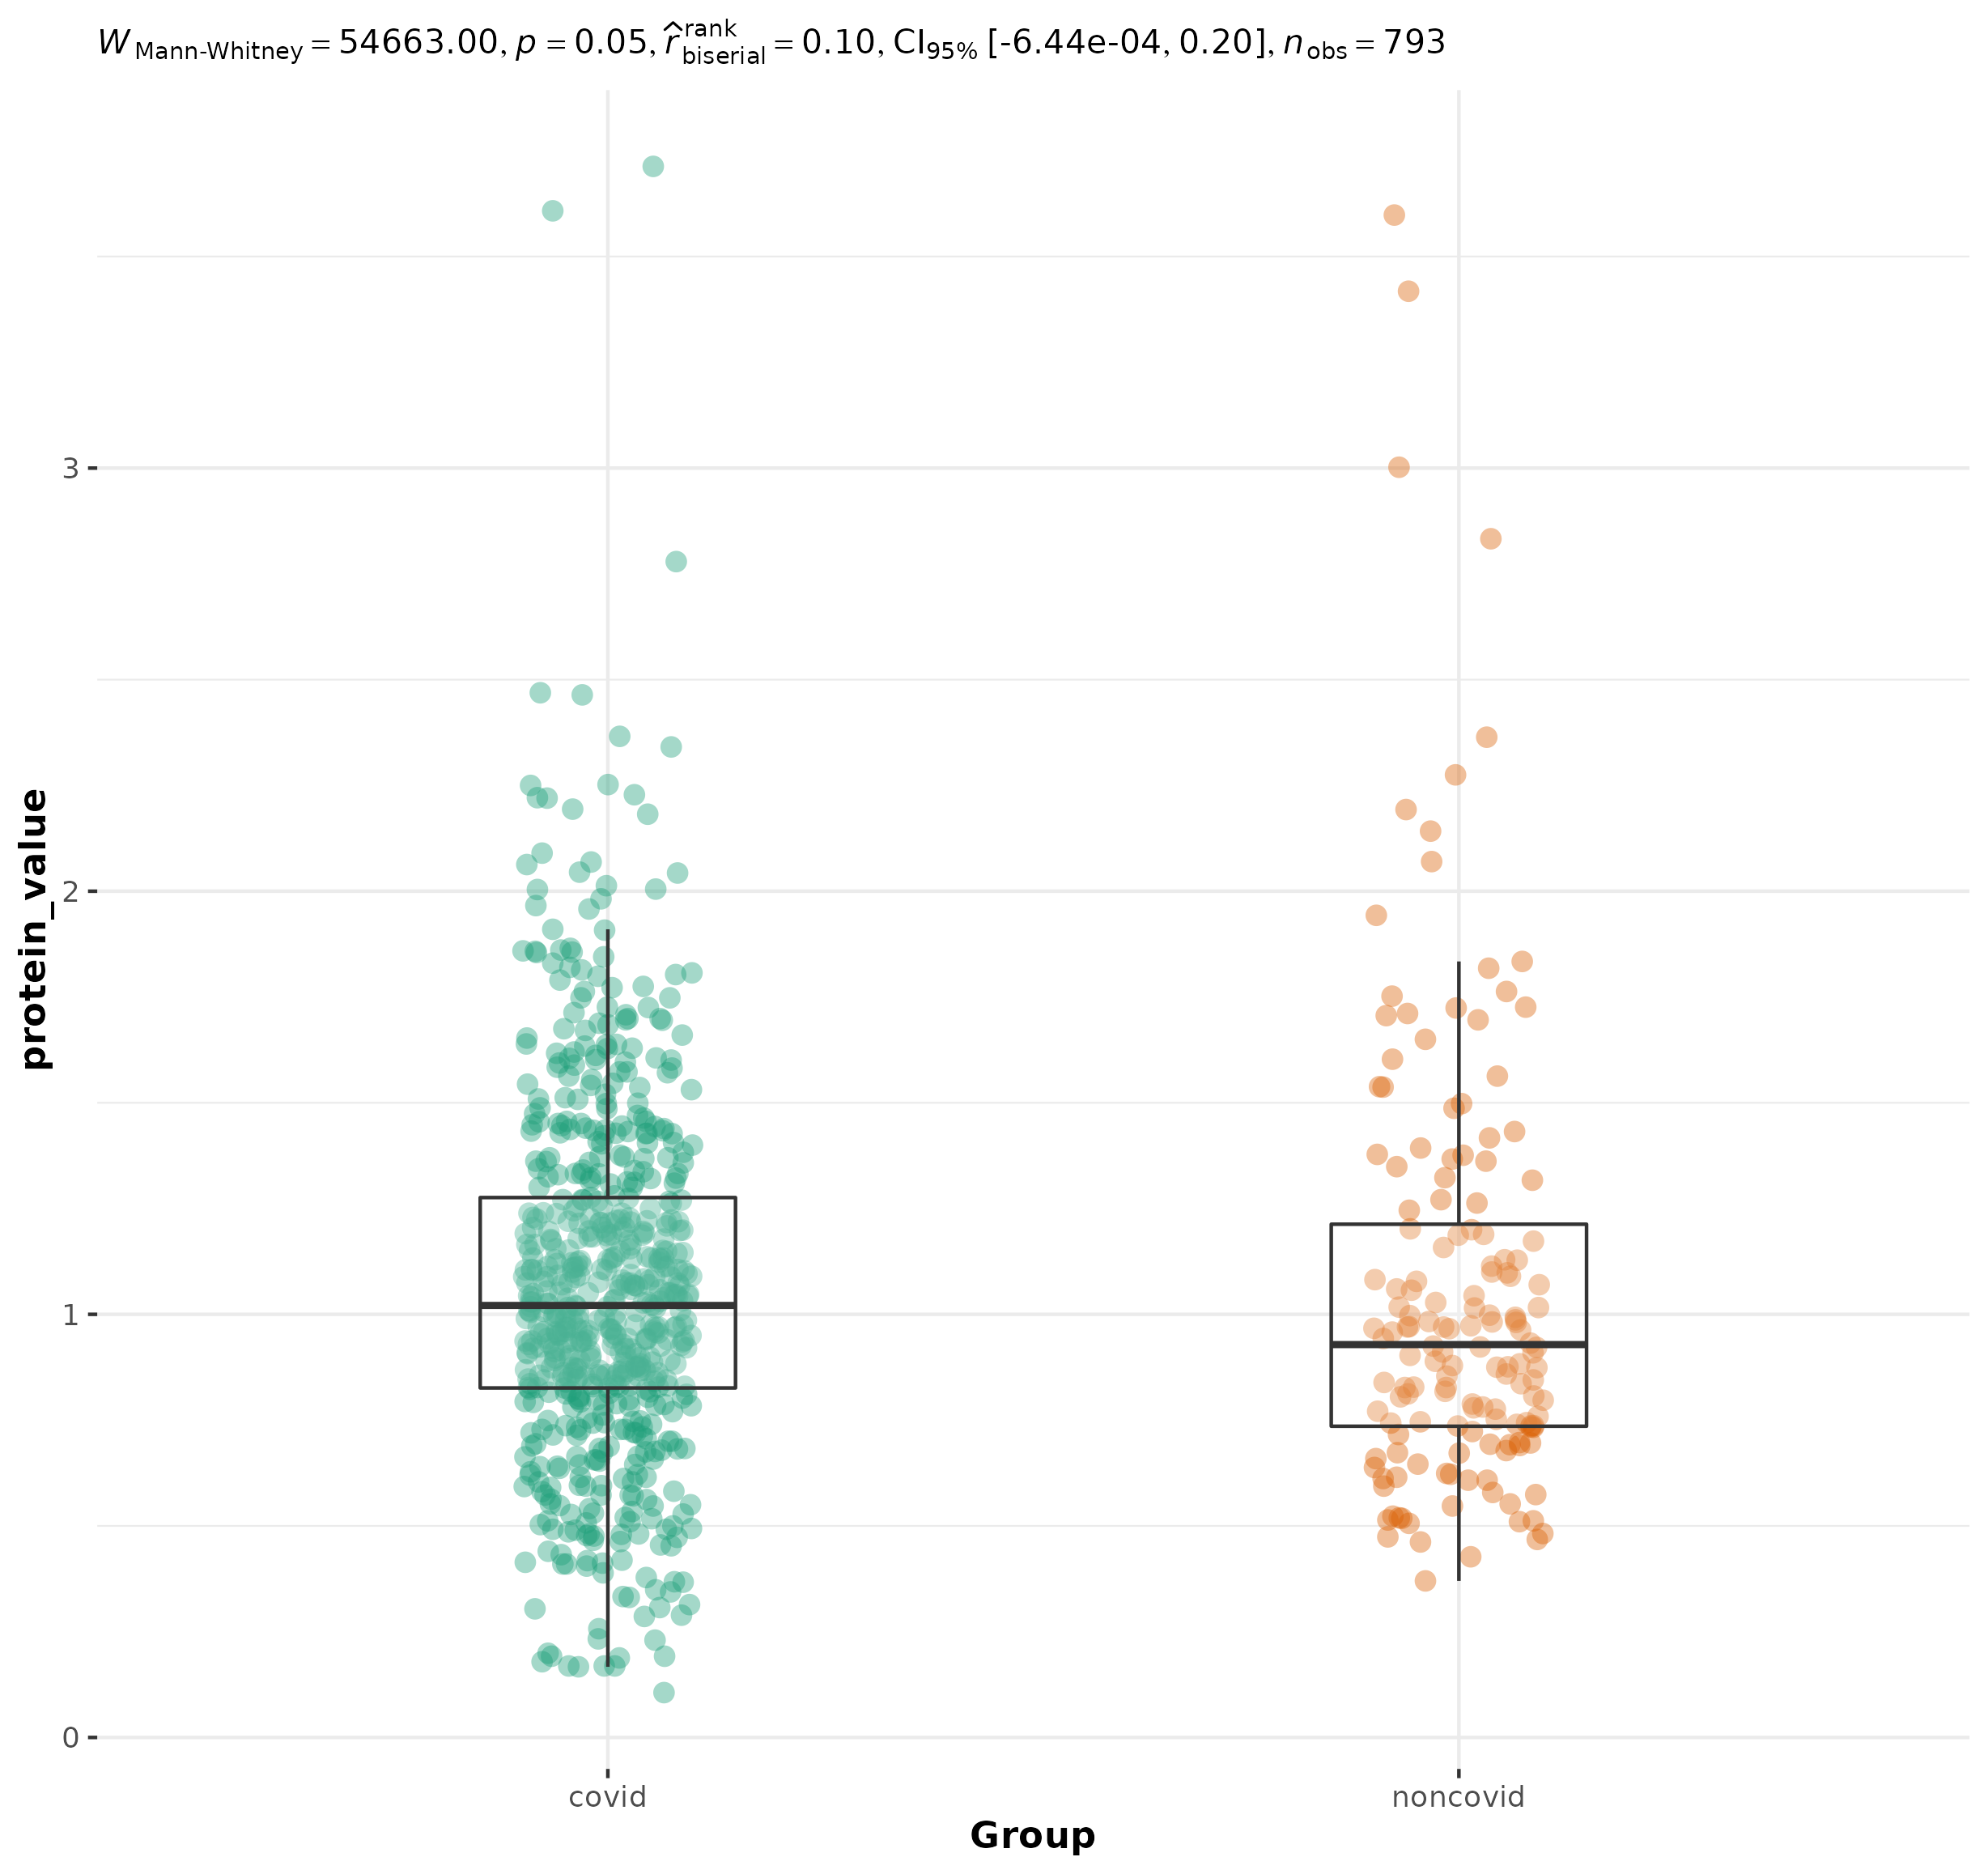 W Mann-Whitney = 54663.00, p = 0.05, r̂ rank biserial = 0.10, CI95% [-6.44e-04, 0.20], nobs = 793
protein_value
3
2
1
0
covid noncovid
Group